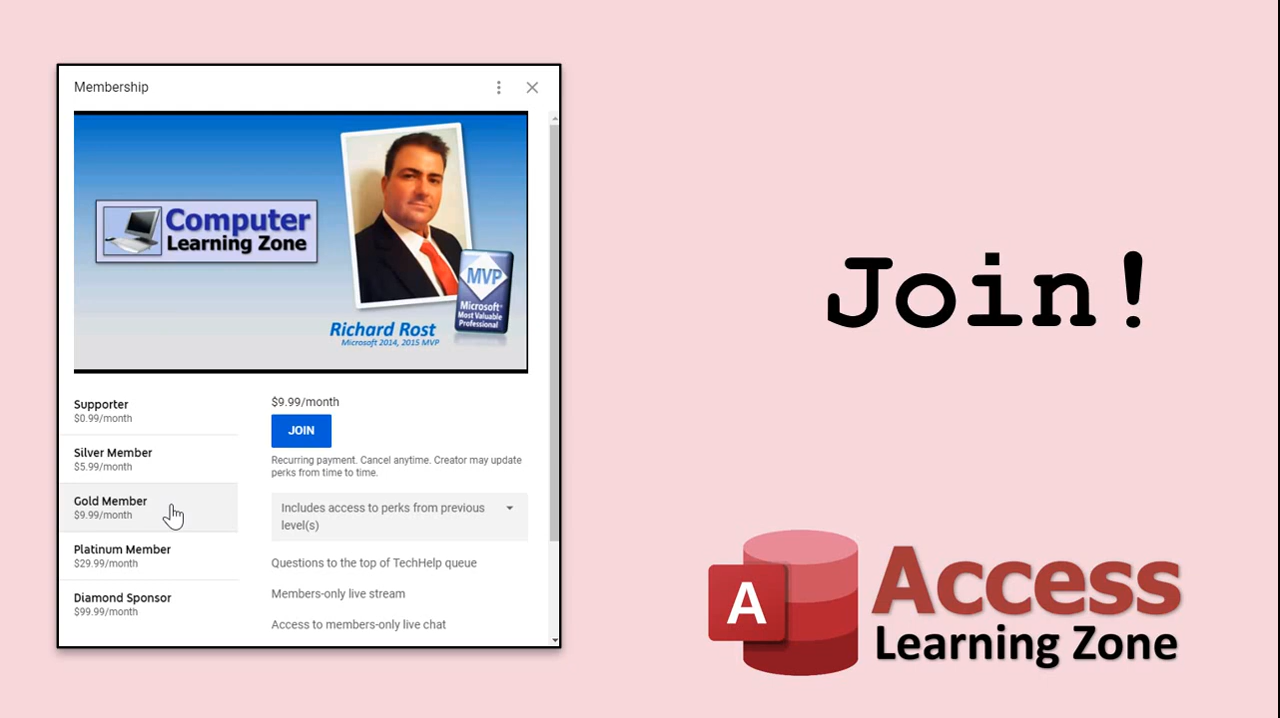 Membership
Computer
Learning Zone
MVP
Microsoft®
Most Valuable
Professional
Richard Rost
Microsoft 2014, 2015 MVP
Supporter
$0.99/month
Silver Member
$5.99/month
Gold Member
$9.99/month
Platinum Member
$29.99/month
Diamond Sponsor
$99.99/month
$9.99/month
JOIN
Recurring payment. Cancel anytime. Creator may update
perks from time to time.
Includes access to perks from previous
level(s)
Questions to the top of TechHelp queue
Members-only live stream
Access to members-only live chat
Join!
A
Access
Learning Zone